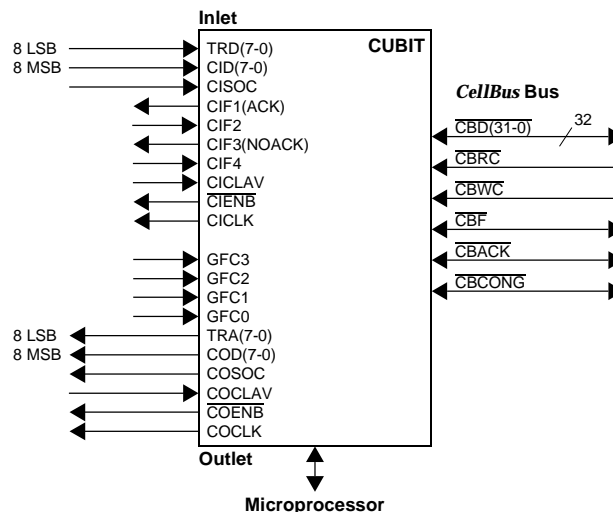 Inlet
CUBIT
8 LSB TRD(7-0)
8 MSB CID(7-0)
CISOC
CIF1(ACK)
CIF2
CIF3(NOACK)
CIF4
CICLAV
CIENB
CICLK
GFC3
GFC2
GFC1
GFC0
8 LSB TRA(7-0)
8 MSB COD(7-0)
COSOC
COCLAV
COENB
COCLK
Outlet
Microprocessor
CellBus Bus
CBD(31-0) 32
CBRC
CBWC
CBF
CBACK
CBCONG